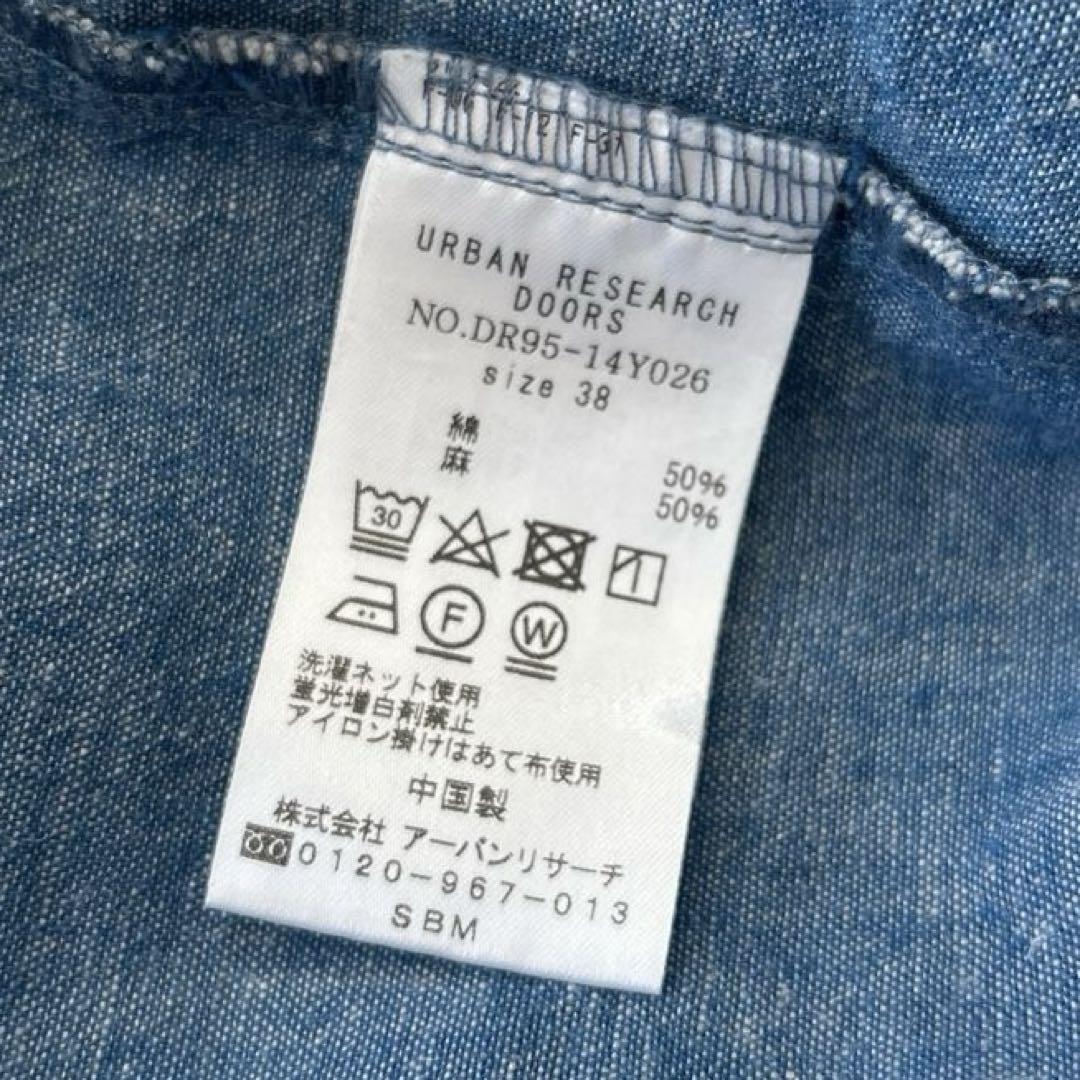 F-12 F-37
URBAN RESEARCH
DOORS
NO.DR95-14Y026
size 38
綿 50%
麻 50%
30
F W
洗濯ネット使用
蛍光増白剤禁止
アイロン掛けはあて布使用
中国製
株式会社 アーバンリサーチ
0120-967-013
SBM